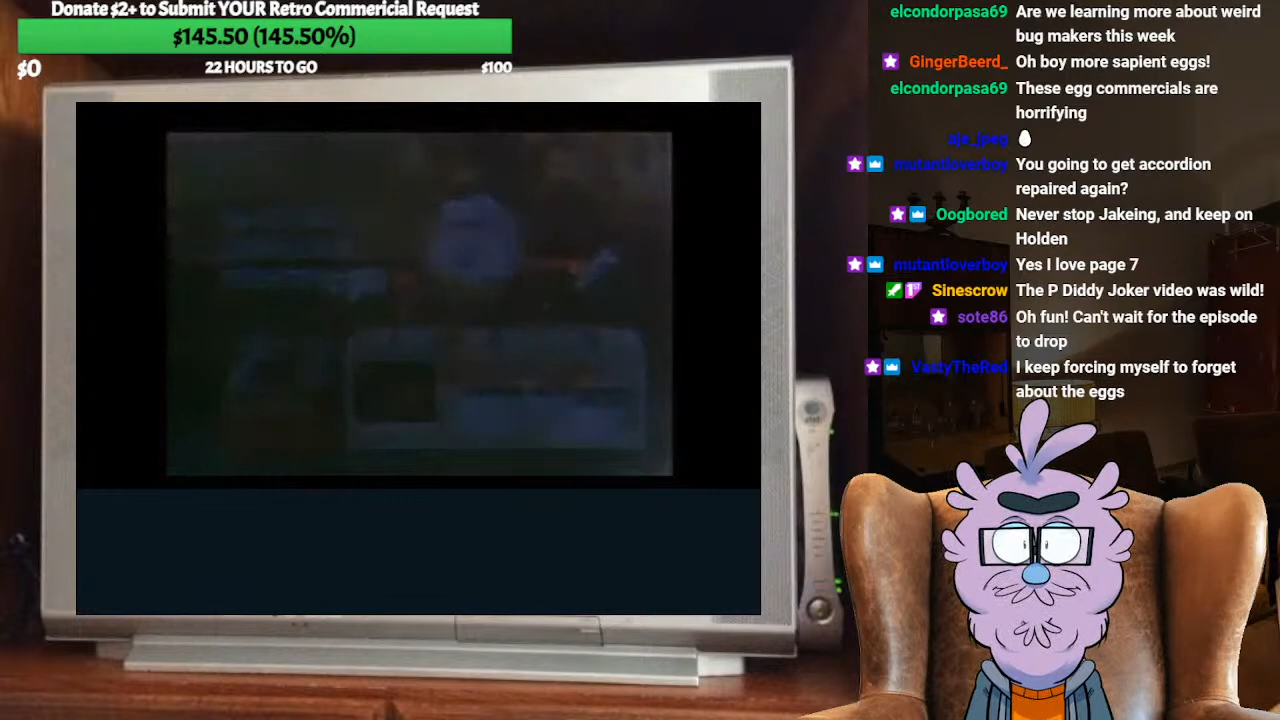 Donate $2+ to Submit YOUR Retro Commericial Request
$145.50 (145.50%)
$0
22 HOURS TO GO
$100
elcondorpasa69 Are we learning more about weird
bug makers this week
GingerBeerd_ Oh boy more sapient eggs!
elcondorpasa69 These egg commercials are
horrifying
aje_jpeg
mutantloverboy You going to get accordion
repaired again?
Oogbored Never stop Jakeing, and keep on
Holden
mutantloverboy Yes I love page 7
1ST Sinescrow The P Diddy Joker video was wild!
sote86 Oh fun! Can't wait for the episode
to drop
VastyTheRed I keep forcing myself to forget
about the eggs